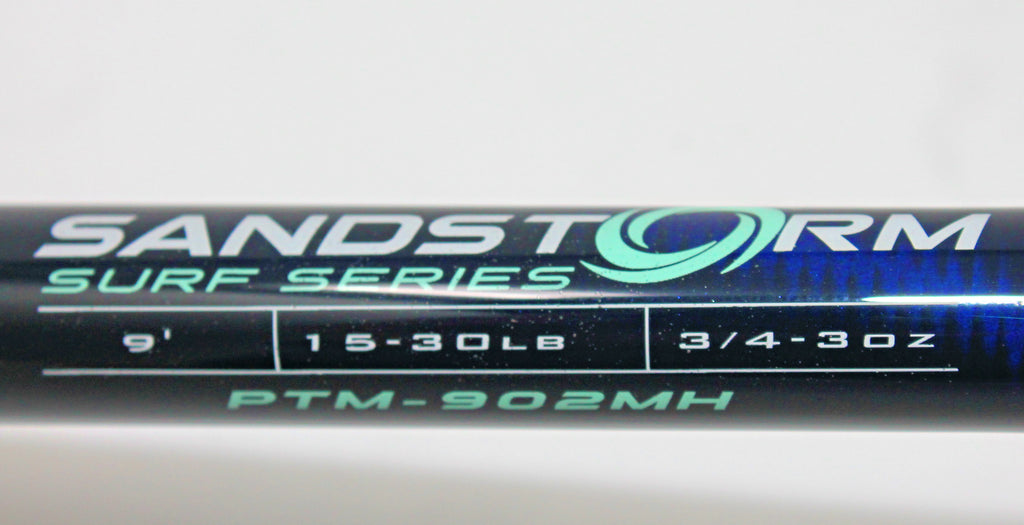 SANDSTORM
SURF SERIES
9' 15-30LB 3/4-3OZ
PTM-902MH